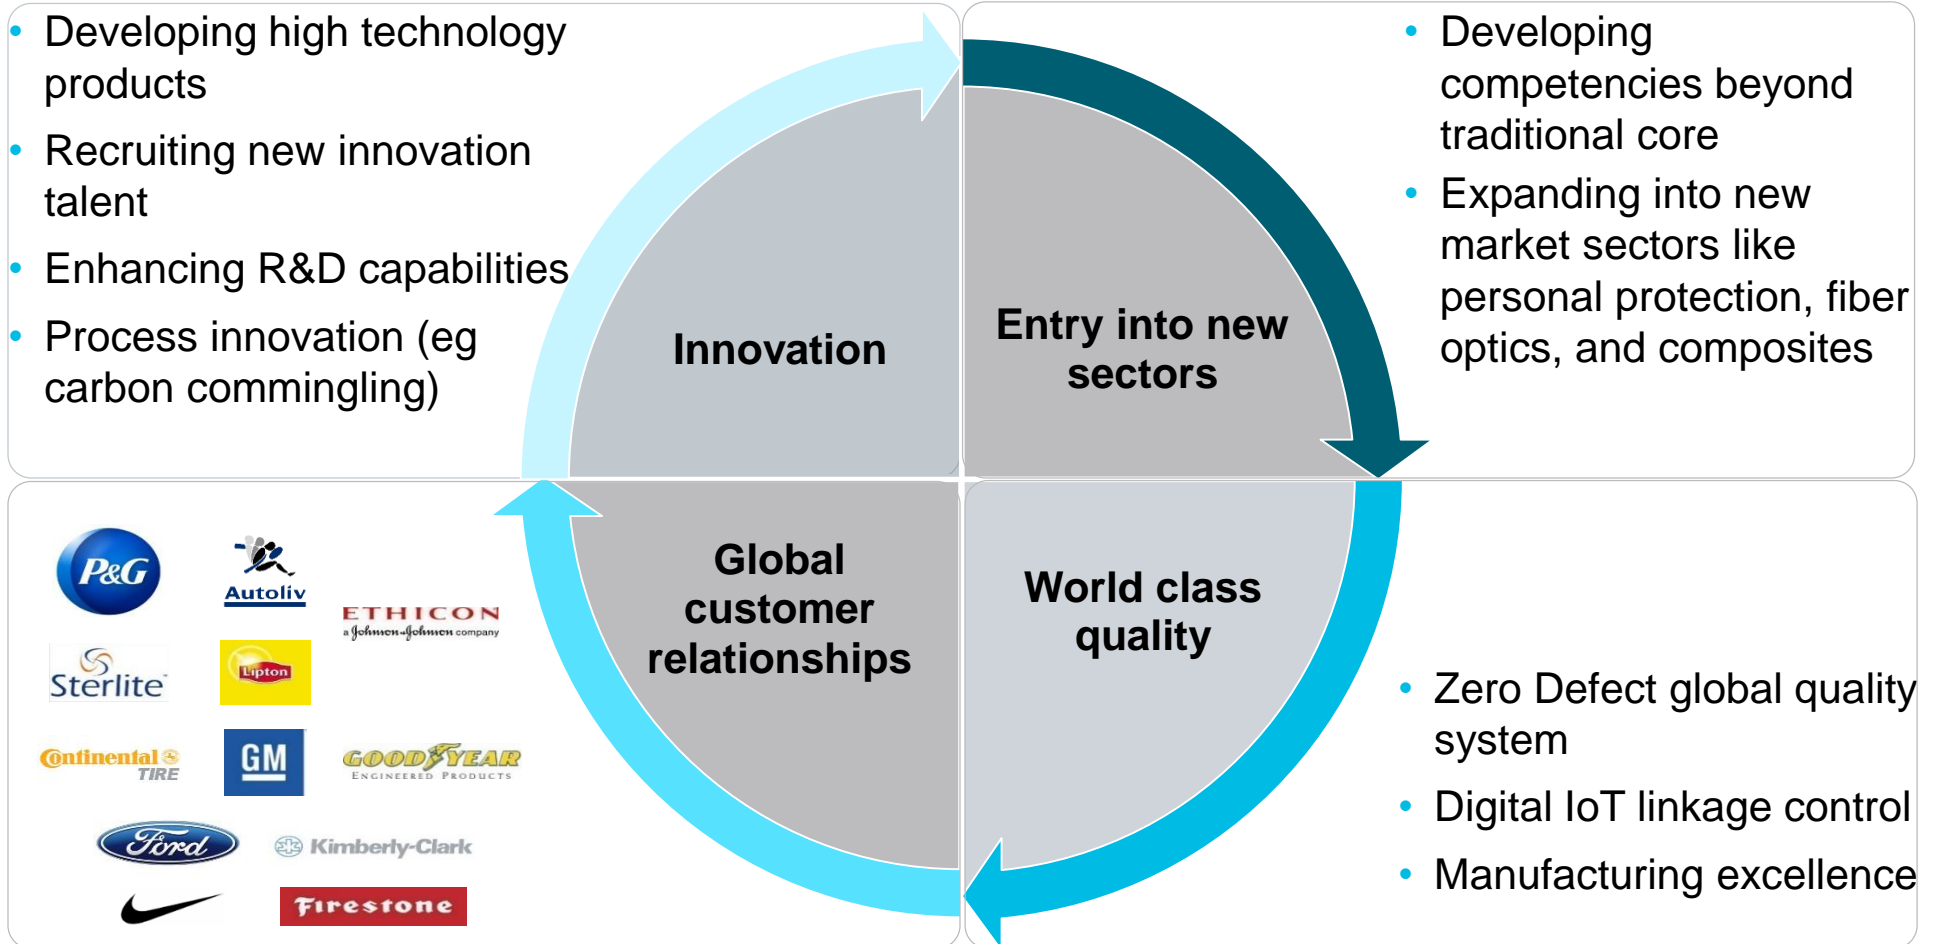 • Developing high technology
products
• Recruiting new innovation
talent
• Enhancing R&D capabilities
• Process innovation (eg
carbon commingling)
Innovation
Entry into new
sectors
• Developing
competencies beyond
traditional core
• Expanding into new
market sectors like
personal protection, fiber
optics, and composites
P&G
Autoliv
ETHICON
a Johnson&Johnson company
Sterlite
Lipton
Continental
TIRE
GM
GOODYEAR
ENGINEERED PRODUCTS
Ford
Kimberly-Clark
Firestone
Global
customer
relationships
World class
quality
• Zero Defect global quality
system
• Digital IoT linkage control
• Manufacturing excellence